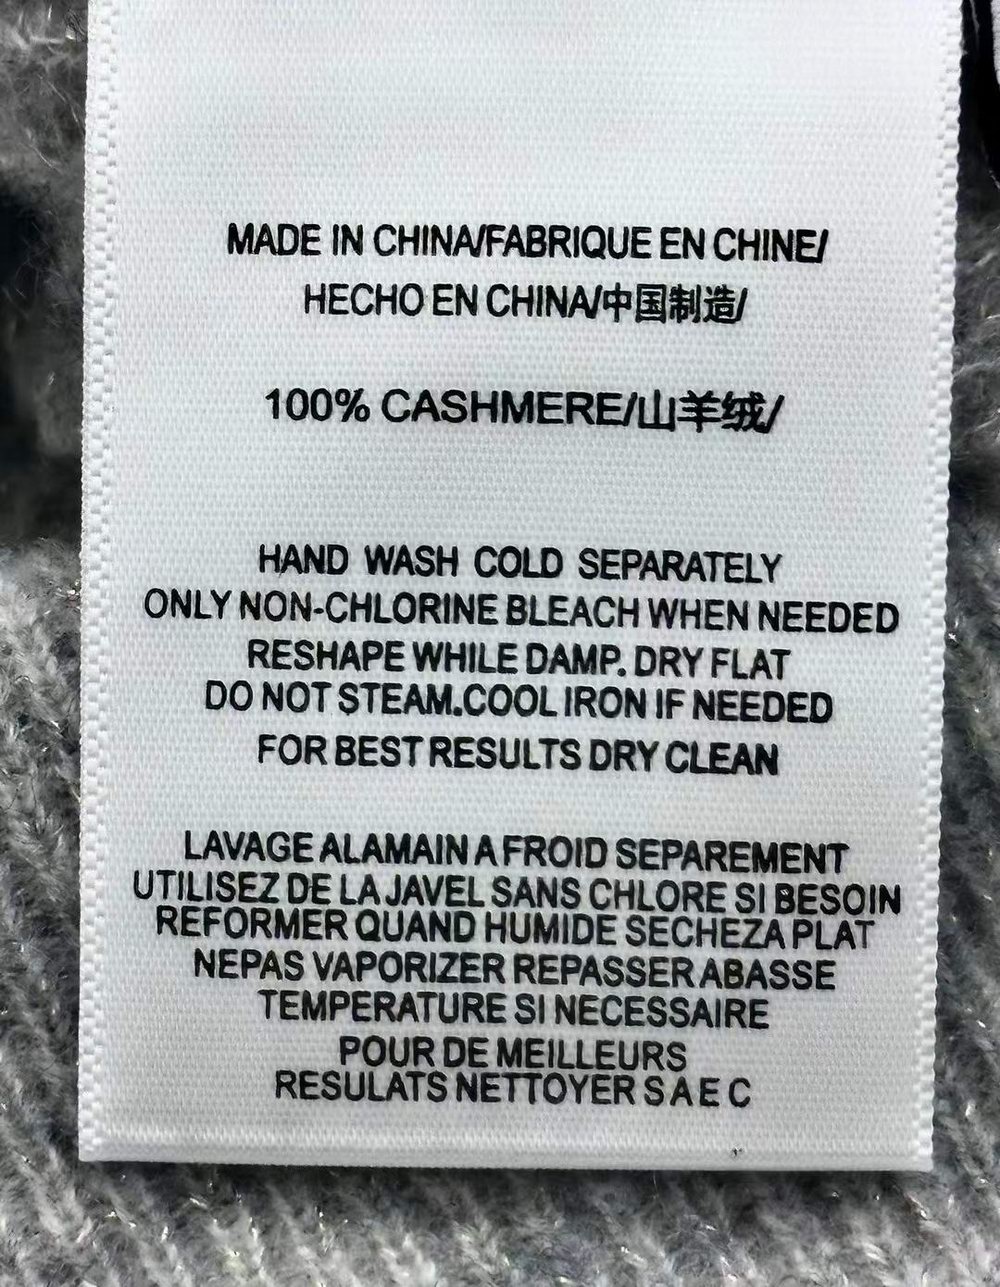 MADE IN CHINA/FABRIQUE EN CHINE/
HECHO EN CHINA/中国制造/
100% CASHMERE/山羊绒/
HAND WASH COLD SEPARATELY
ONLY NON-CHLORINE BLEACH WHEN NEEDED
RESHAPE WHILE DAMP. DRY FLAT
DO NOT STEAM.COOL IRON IF NEEDED
FOR BEST RESULTS DRY CLEAN
LAVAGE ALAMAIN A FROID SEPAREMENT
UTILISEZ DE LA JAVEL SANS CHLORE SI BESOIN
REFORMER QUAND HUMIDE SECHEZA PLAT
NEPAS VAPORIZER REPASSER ABASSE
TEMPERATURE SI NECESSAIRE
POUR DE MEILLEURS
RESULATS NETTOYER S A E C